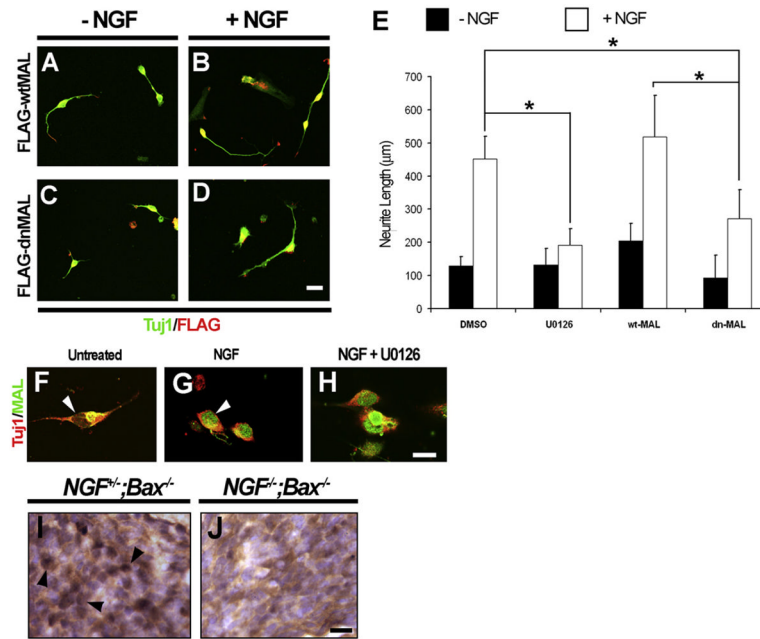 - NGF
+ NGF
FLAG-wtMAL
A
B
FLAG-dnMAL
C
D
Tuj1/FLAG
E
- NGF
+ NGF
*
*
*
Neurite Length (µm)
700
600
500
400
300
200
100
0
DMSO
U0126
wt-MAL
dn-MAL
Untreated
NGF
NGF + U0126
Tuj1/MAL
F
G
H
NGF+/-;Bax-/-
NGF-/-;Bax-/-
I
J